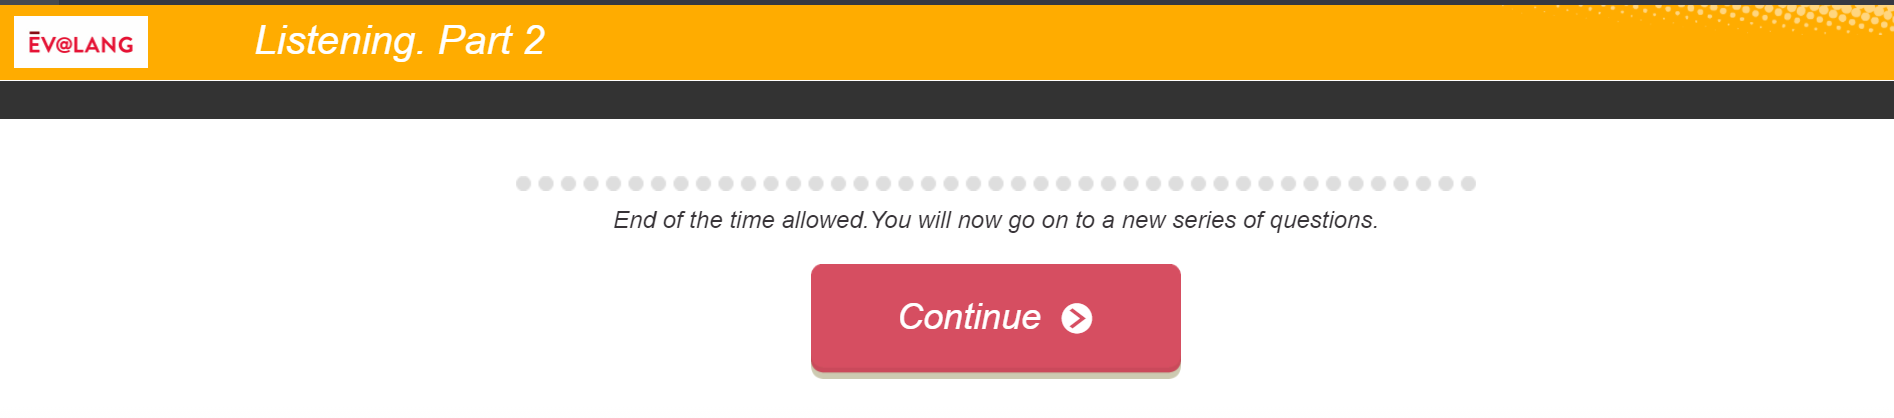 ĒV@LANG
Listening. Part 2
End of the time allowed.You will now go on to a new series of questions.
Continue